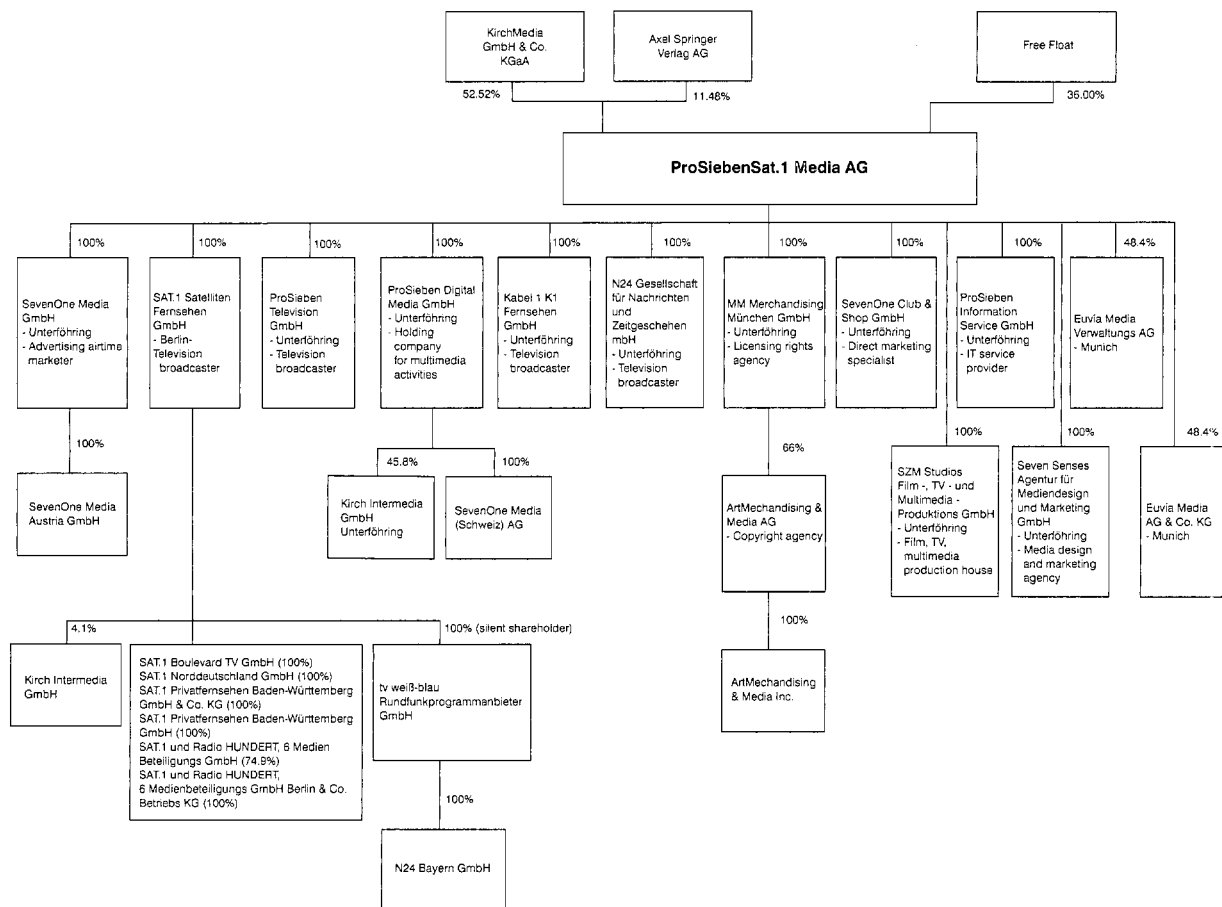 KirchMedia
GmbH & Co.
KGaA
Axel Springer
Verlag AG
Free Float
52.52%
11.48%
36.00%
ProSiebenSat.1 Media AG
100%
100%
100%
100%
100%
100%
100%
100%
100%
48.4%
SevenOne Media
GmbH
- Unterföhring
- Advertising airtime
marketer
SAT.1 Satelliten
Fernsehen
GmbH
- Berlin-
Television
broadcaster
ProSieben
Television
GmbH
- Unterföhring
- Television
broadcaster
ProSieben Digital
Media GmbH
- Unterföhring
- Holding
company
for multimedia
activities
Kabel 1 K1
Fernsehen
GmbH
- Unterföhring
- Television
broadcaster
N24 Gesellschaft
für Nachrichten
und
Zeitgeschehen
mbH
- Unterföhring
- Television
broadcaster
MM Merchandising
München GmbH
- Unterföhring
- Licensing rights
agency
SevenOne Club &
Shop GmbH
- Unterföhring
- Direct marketing
specialist
ProSieben
Information
Service GmbH
- Unterföhring
- IT service
provider
Euvia Media
Verwaltungs AG
- Munich
100%
45.8%
100%
66%
100%
100%
48.4%
SevenOne Media
Austria GmbH
Kirch Intermedia
GmbH
Unterföhring
SevenOne Media
(Schweiz) AG
ArtMechandising &
Media AG
- Copyright agency
SZM Studios
Film -, TV - und
Multimedia -
Produktions GmbH
- Unterföhring
- Film, TV,
multimedia
production house
Seven Senses
Agentur für
Mediendesign
und Marketing
GmbH
- Unterföhring
- Media design
and marketing
agency
Euvia Media
AG & Co. KG
- Munich
4.1%
100% (silent shareholder)
100%
Kirch Intermedia
GmbH
SAT.1 Boulevard TV GmbH (100%)
SAT.1 Norddeutschland GmbH (100%)
SAT.1 Privatfernsehen Baden-Württemberg
GmbH & Co. KG (100%)
SAT.1 Privatfernsehen Baden-Württemberg
GmbH (100%)
SAT.1 und Radio HUNDERT, 6 Medien
Beteiligungs GmbH (74.9%)
SAT.1 und Radio HUNDERT,
6 Medienbeteiligungs GmbH Berlin & Co.
Betriebs KG (100%)
tv weiß-blau
Rundfunkprogrammanbieter
GmbH
ArtMechandising
& Media Inc.
100%
N24 Bayern GmbH